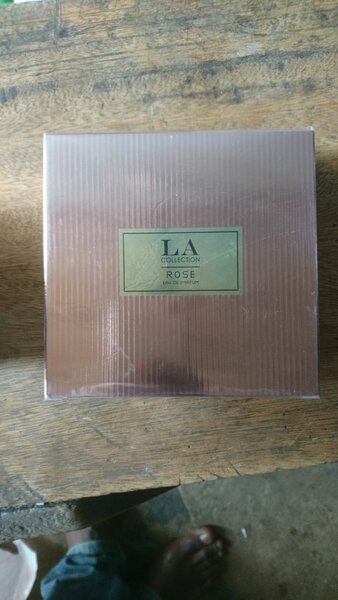 LA
COLLECTION
ROSE
EAU DE PARFUM